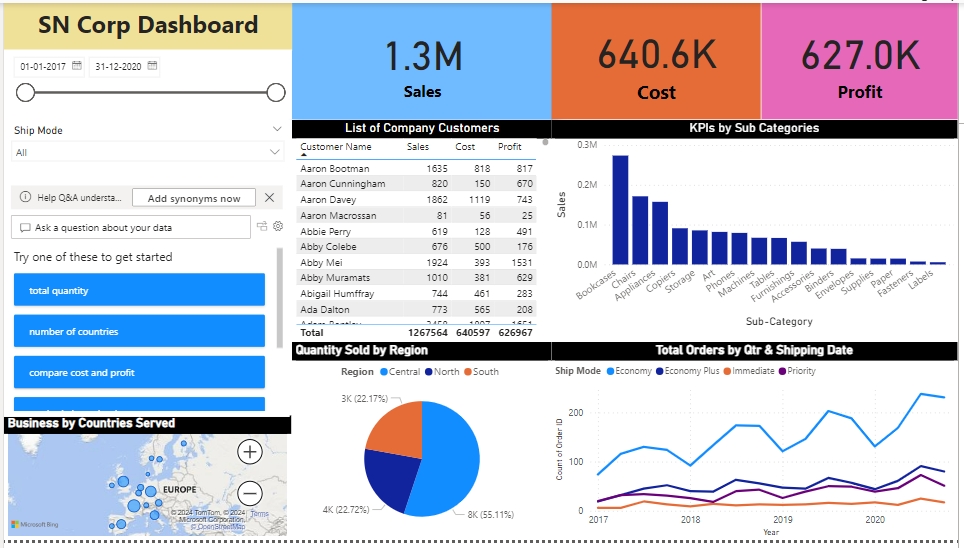 SN Corp Dashboard
01-01-2017 31-12-2020
Ship Mode
All
Help Q&A understa... Add synonyms now
Ask a question about your data
Try one of these to get started
total quantity
number of countries
compare cost and profit
Business by Countries Served
EUROPE
© 2024 TomTom, © 2024
Microsoft Corporation,
© OpenStreetMap Terms
Microsoft Bing
1.3M
Sales
640.6K
Cost
627.0K
Profit
List of Company Customers
Customer Name Sales Cost Profit
Aaron Bootman 1635 818 817
Aaron Cunningham 820 150 670
Aaron Davey 1862 1119 743
Aaron Macrossan 81 56 25
Abbie Perry 619 128 491
Abby Colebe 676 500 176
Abby Mei 1924 393 1531
Abby Muramats 1010 381 629
Abigail Humffray 744 461 283
Ada Dalton 773 565 208
Total 1267564 640597 626967
KPIs by Sub Categories
0.3M
0.2M
0.1M
0.0M
Sales
Bookcases
Chairs
Appliances
Copiers
Storage
Art
Phones
Machines
Tables
Furnishings
Accessories
Binders
Envelopes
Supplies
Paper
Fasteners
Labels
Sub-Category
Quantity Sold by Region
Region Central North South
3K (22.17%)
4K (22.72%)
8K (55.11%)
Total Orders by Qtr & Shipping Date
Ship Mode Economy Economy Plus Immediate Priority
Count of Order ID
200
100
0
2017 2018 2019 2020
Year